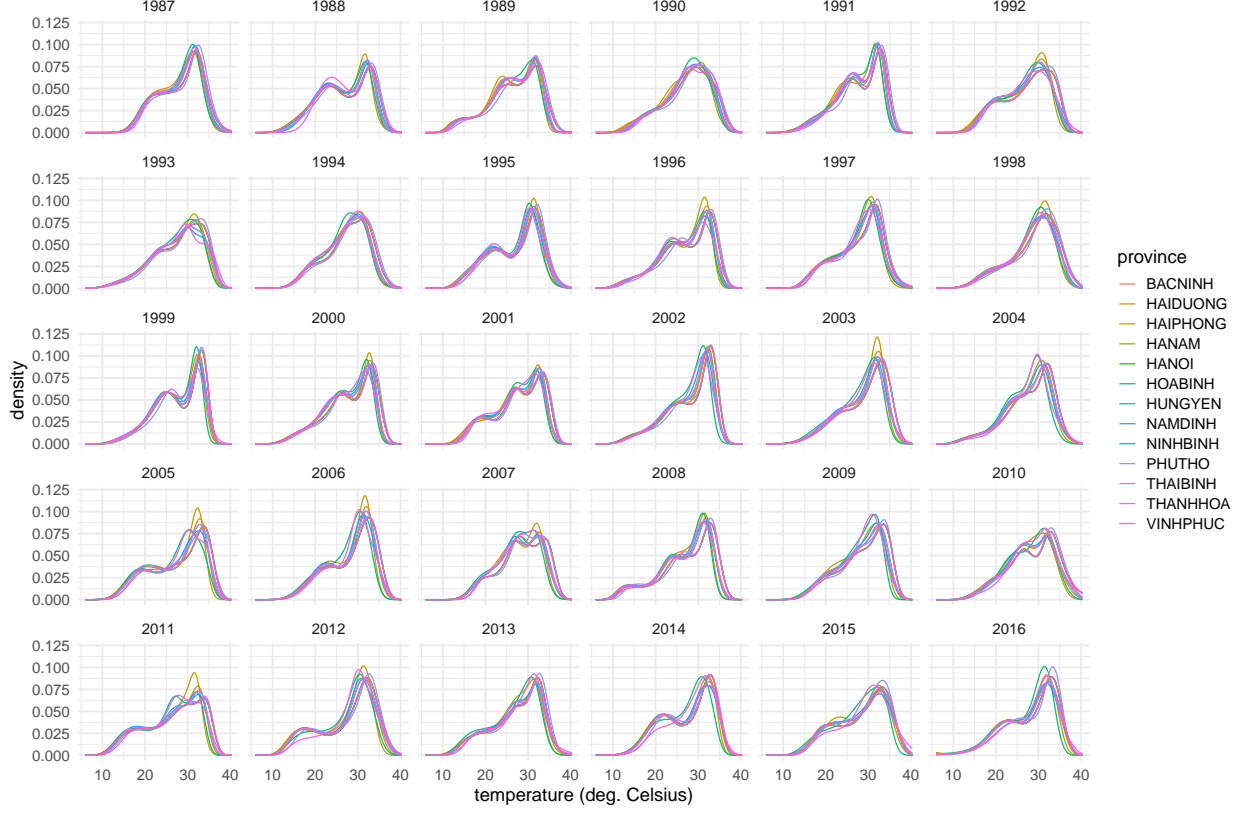 1987 1988 1989 1990 1991 1992
0.125
0.100
0.075
0.050
0.025
0.000
1993 1994 1995 1996 1997 1998
0.125
0.100
0.075
0.050
0.025
0.000
1999 2000 2001 2002 2003 2004
0.125
0.100
0.075
0.050
0.025
0.000
2005 2006 2007 2008 2009 2010
0.125
0.100
0.075
0.050
0.025
0.000
2011 2012 2013 2014 2015 2016
0.125
0.100
0.075
0.050
0.025
0.000
10 20 30 40 10 20 30 40 10 20 30 40 10 20 30 40 10 20 30 40 10 20 30 40
temperature (deg. Celsius)
density
province
BACNINH
HAIDUONG
HAIPHONG
HANAM
HANOI
HOABINH
HUNGYEN
NAMDINH
NINHBINH
PHUTHO
THAIBINH
THANHHOA
VINHPHUC